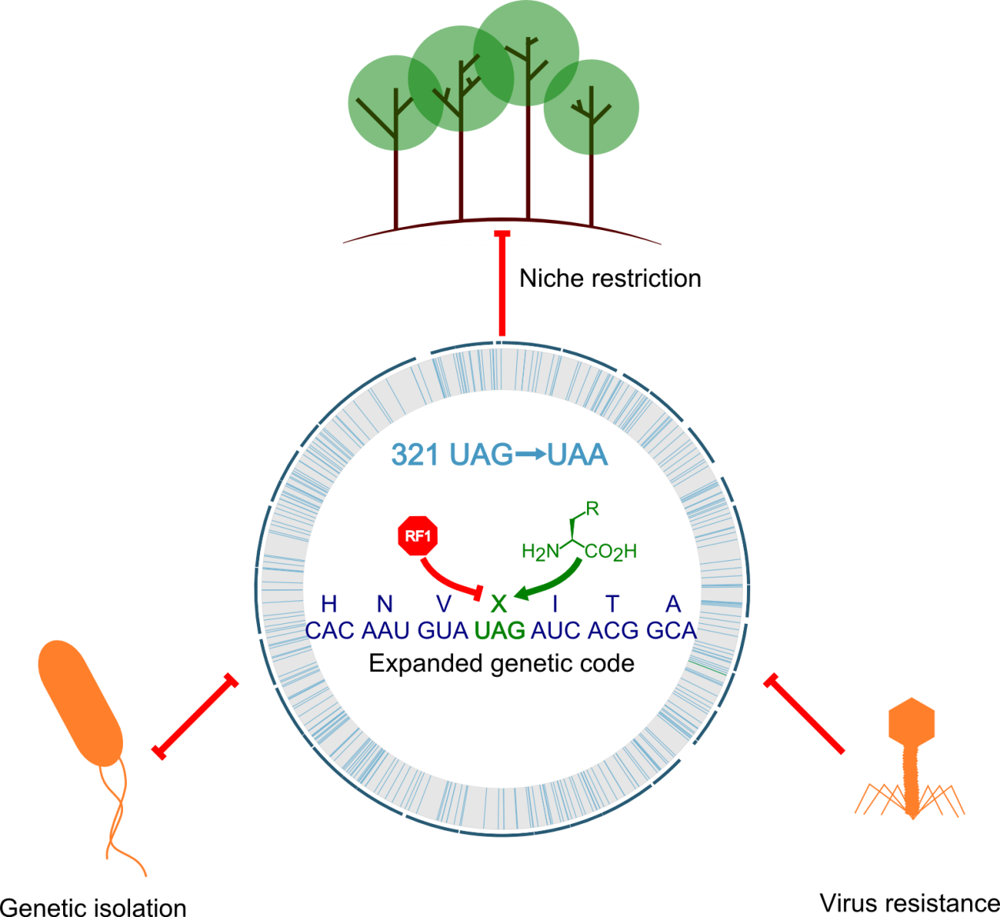 Niche restriction
321 UAG→UAA
R
RF1
H2N CO2H
H N V X I T A
CAC AAU GUA UAG AUC ACG GCA
Expanded genetic code
Genetic isolation
Virus resistance